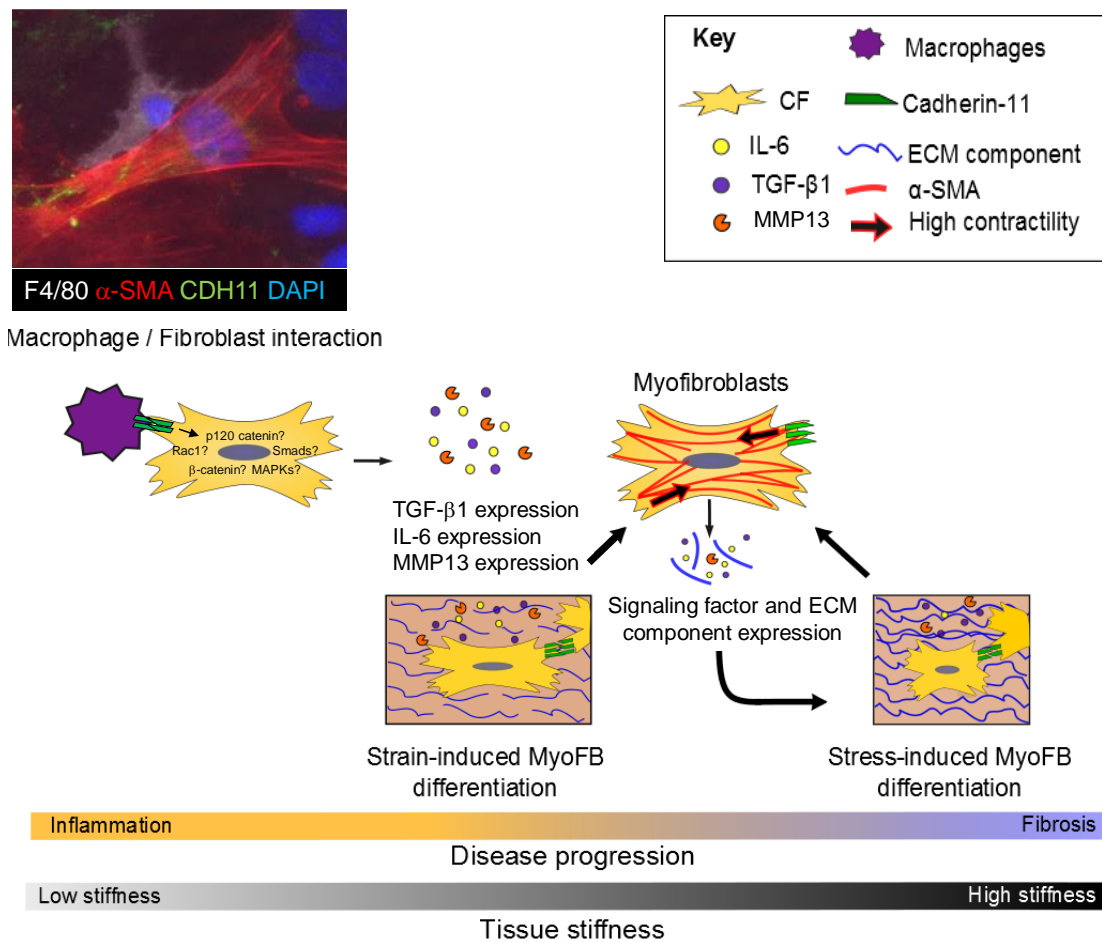 F4/80 α-SMA CDH11 DAPI
Macrophage / Fibroblast interaction
Key
Macrophages
CF
Cadherin-11
IL-6
ECM component
TGF-β1
α-SMA
MMP13
High contractility
p120 catenin?
Rac1?
Smads?
β-catenin? MAPKs?
TGF-β1 expression
IL-6 expression
MMP13 expression
Myofibroblasts
Signaling factor and ECM
component expression
Strain-induced MyoFB
differentiation
Stress-induced MyoFB
differentiation
Inflammation
Fibrosis
Disease progression
Low stiffness
High stiffness
Tissue stiffness